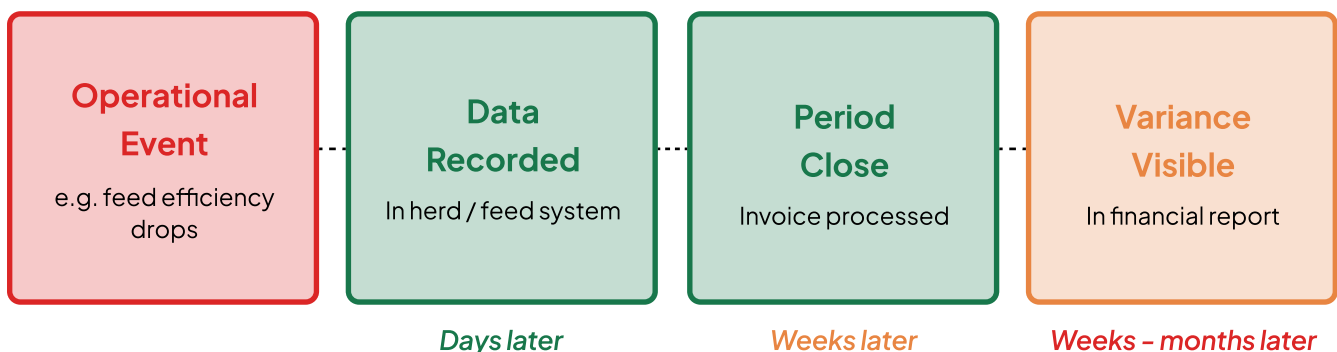 Operational
Event
e.g. feed efficiency
drops
Data
Recorded
In herd / feed system
Period
Close
Invoice processed
Variance
Visible
In financial report
Days later
Weeks later
Weeks – months later